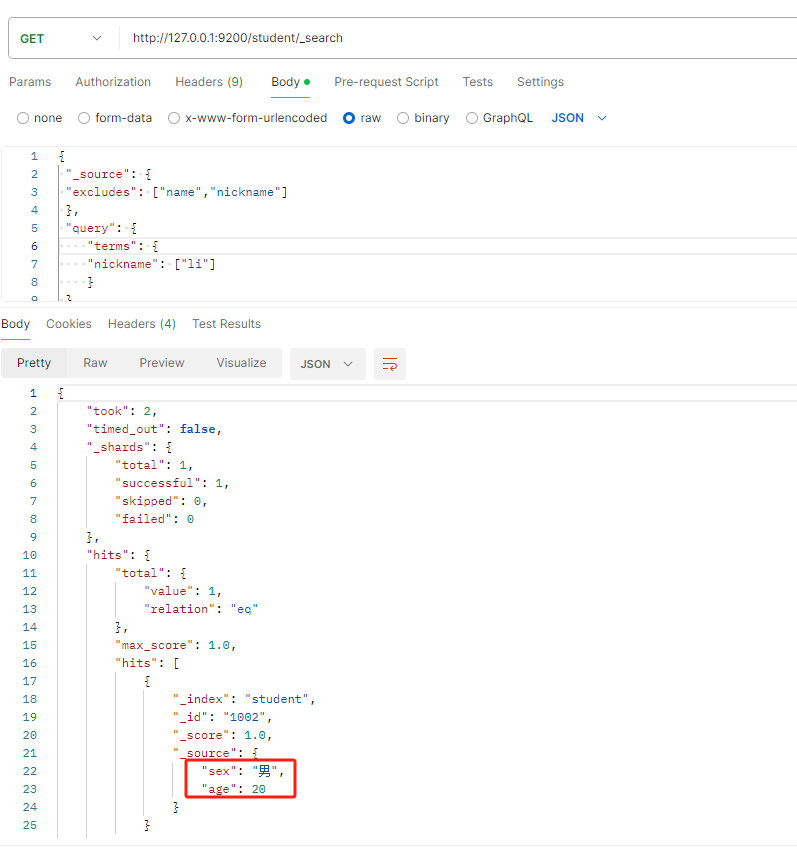 GET http://127.0.0.1:9200/student/_search
Params Authorization Headers (9) Body Pre-request Script Tests Settings
none form-data x-www-form-urlencoded raw binary GraphQL JSON
1 {
2 "_source": {
3 "excludes": ["name","nickname"]
4 },
5 "query": {
6 "terms": {
7 "nickname": ["li"]
8 }
9 }
Body Cookies Headers (4) Test Results
Pretty Raw Preview Visualize JSON
1 {
2 "took": 2,
3 "timed_out": false,
4 "_shards": {
5 "total": 1,
6 "successful": 1,
7 "skipped": 0,
8 "failed": 0
9 },
10 "hits": {
11 "total": {
12 "value": 1,
13 "relation": "eq"
14 },
15 "max_score": 1.0,
16 "hits": [
17 {
18 "_index": "student",
19 "_id": "1002",
20 "_score": 1.0,
21 "_source": {
22 "sex": "男",
23 "age": 20
24 }
25 }